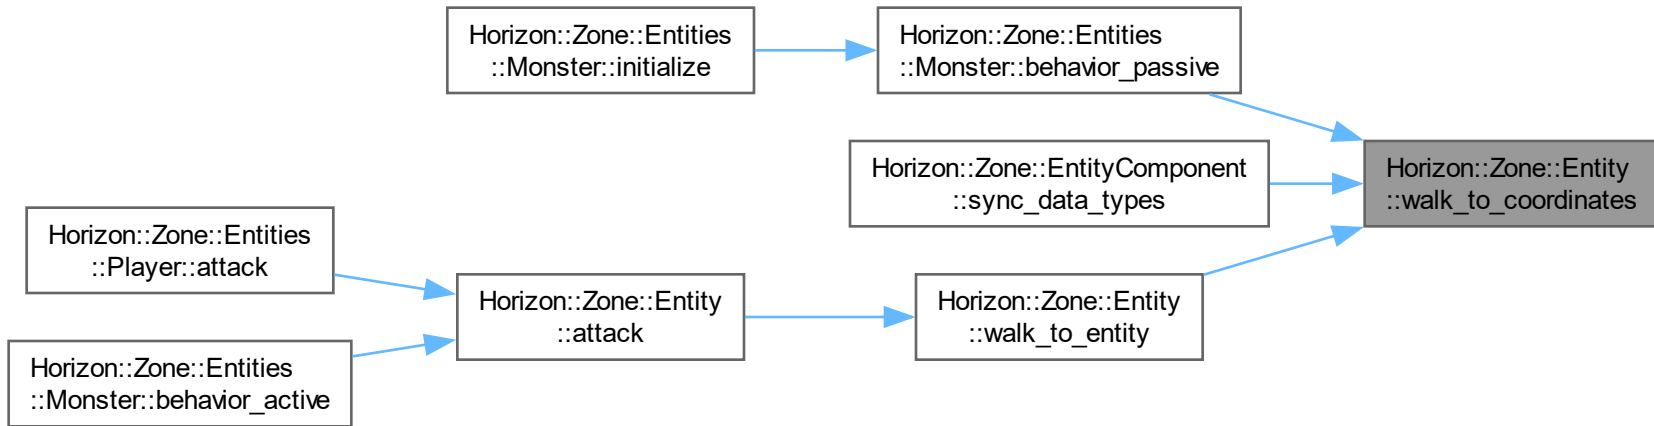 Horizon::Zone::Entities
::Monster::initialize
Horizon::Zone::Entities
::Monster::behavior_passive
Horizon::Zone::EntityComponent
::sync_data_types
Horizon::Zone::Entity
::walk_to_coordinates
Horizon::Zone::Entities
::Player::attack
Horizon::Zone::Entity
::attack
Horizon::Zone::Entity
::walk_to_entity
Horizon::Zone::Entities
::Monster::behavior_active